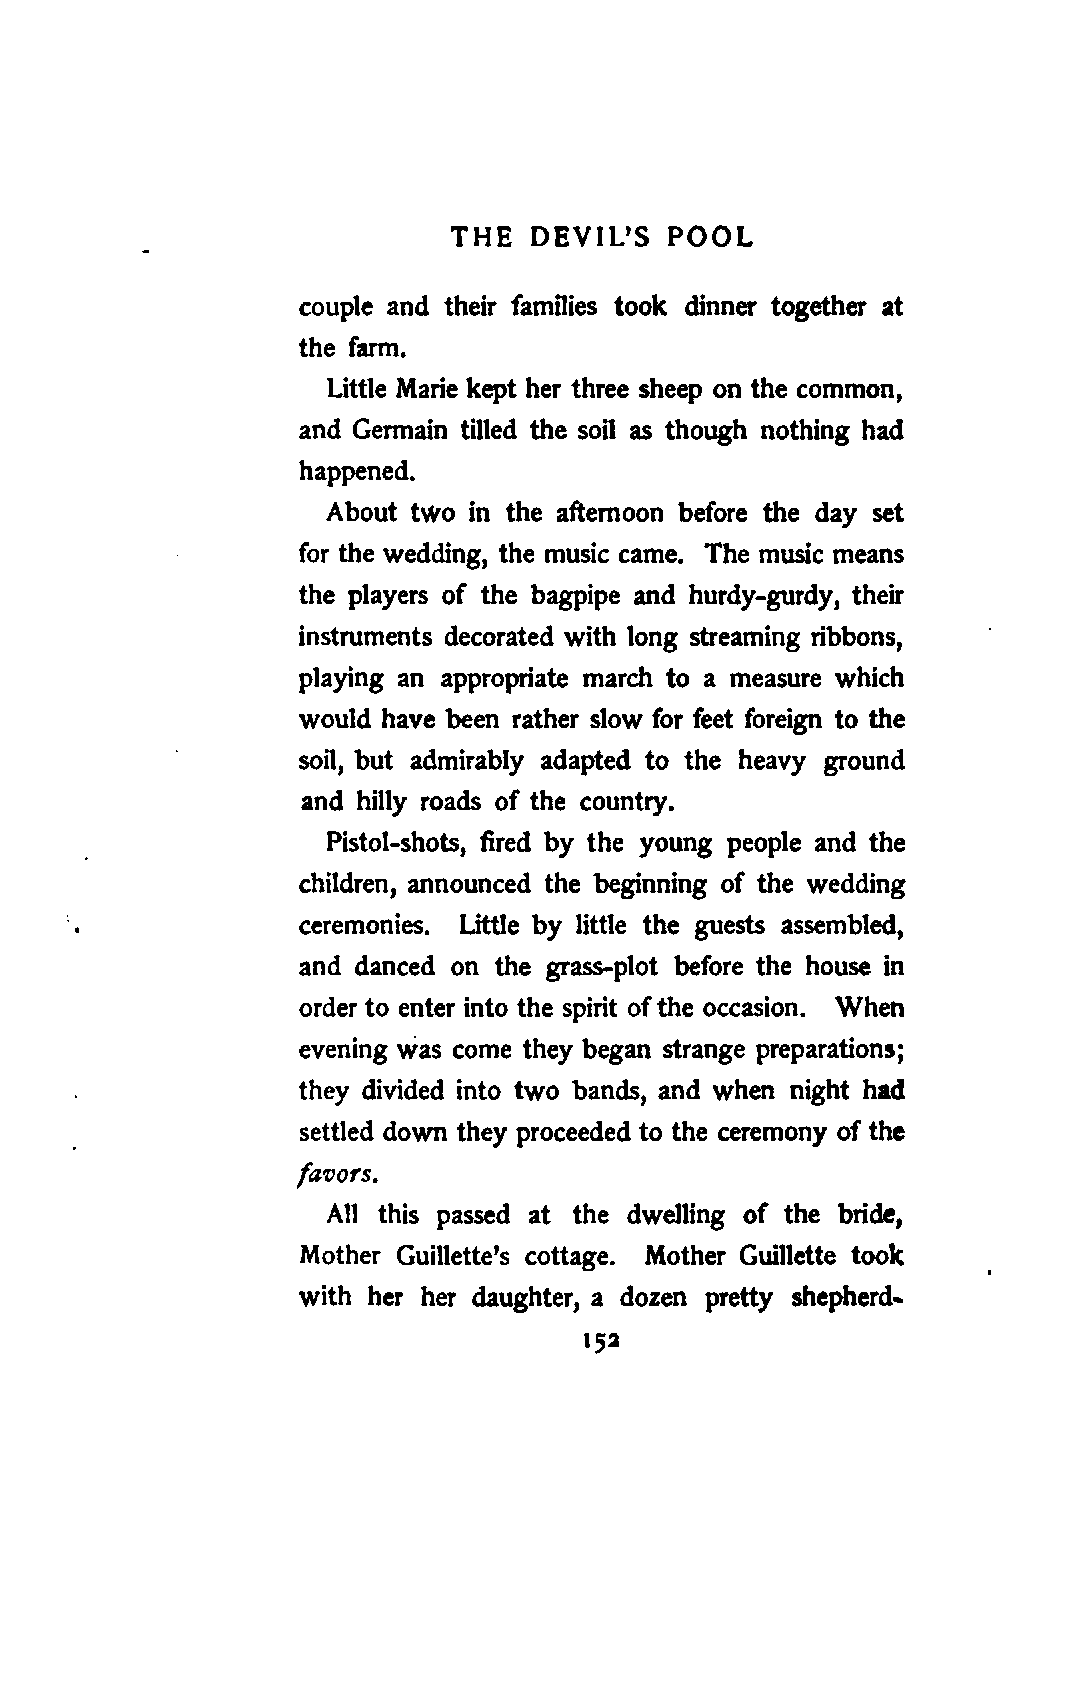 THE DEVIL'S POOL
couple and their families took dinner together at
the farm.
Little Marie kept her three sheep on the common,
and Germain tilled the soil as though nothing had
happened.
About two in the afternoon before the day set
for the wedding, the music came. The music means
the players of the bagpipe and hurdy-gurdy, their
instruments decorated with long streaming ribbons,
playing an appropriate march to a measure which
would have been rather slow for feet foreign to the
soil, but admirably adapted to the heavy ground
and hilly roads of the country.
Pistol-shots, fired by the young people and the
children, announced the beginning of the wedding
ceremonies. Little by little the guests assembled,
and danced on the grass-plot before the house in
order to enter into the spirit of the occasion. When
evening was come they began strange preparations;
they divided into two bands, and when night had
settled down they proceeded to the ceremony of the
favors.
All this passed at the dwelling of the bride,
Mother Guillette's cottage. Mother Guillette took
with her her daughter, a dozen pretty shepherd-
152